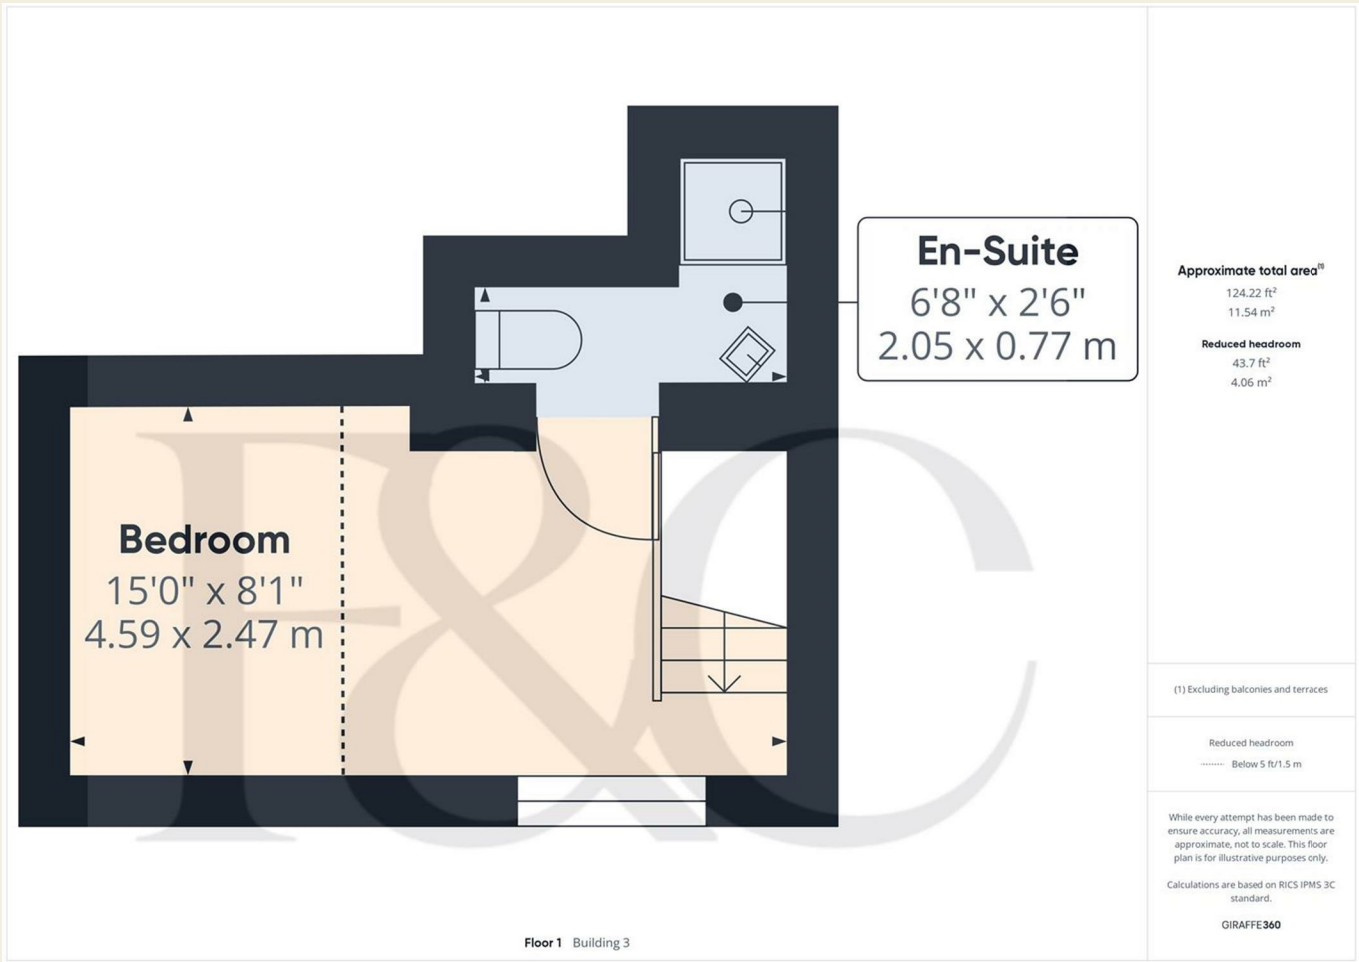 En-Suite
6'8" x 2'6"
2.05 x 0.77 m
Bedroom
15'0" x 8'1"
4.59 x 2.47 m
F&C
Floor 1 Building 3
Approximate total area(1)
124.22 ft²
11.54 m²
Reduced headroom
43.7 ft²
4.06 m²
(1) Excluding balconies and terraces
Reduced headroom
Below 5 ft/1.5 m
While every attempt has been made to
ensure accuracy, all measurements are
approximate, not to scale. This floor
plan is for illustrative purposes only.
Calculations are based on RICS IPMS 3C
standard.
GIRAFFE360